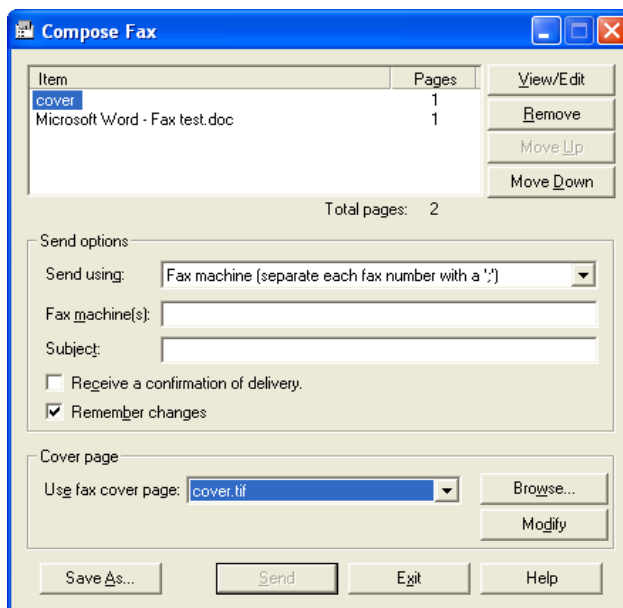 Compose Fax
Item Pages
cover 1
Microsoft Word - Fax test.doc 1
View/Edit
Remove
Move Up
Move Down
Total pages: 2
Send options
Send using: Fax machine (separate each fax number with a ';')
Fax machine(s):
Subject:
Receive a confirmation of delivery.
Remember changes
Cover page
Use fax cover page: cover.tif
Browse...
Modify
Save As... Send Exit Help